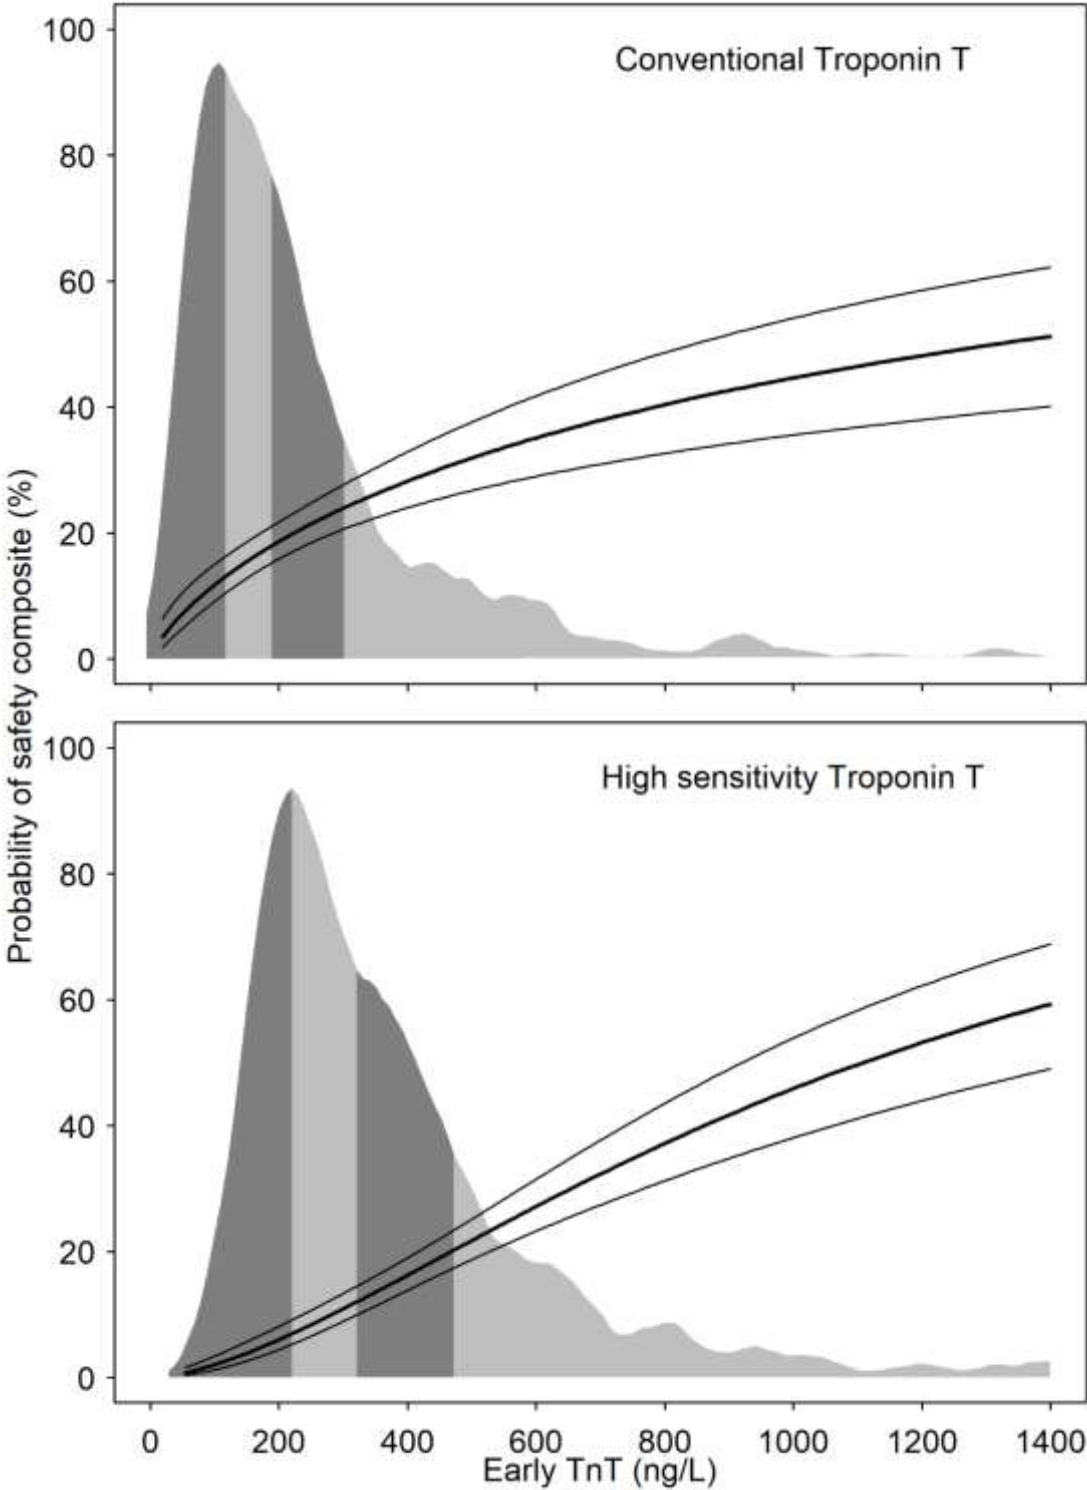 Probability of safety composite (%)
Conventional Troponin T
100
80
60
40
20
0
High sensitivity Troponin T
100
80
60
40
20
0
0 200 400 600 800 1000 1200 1400
Early TnT (ng/L)